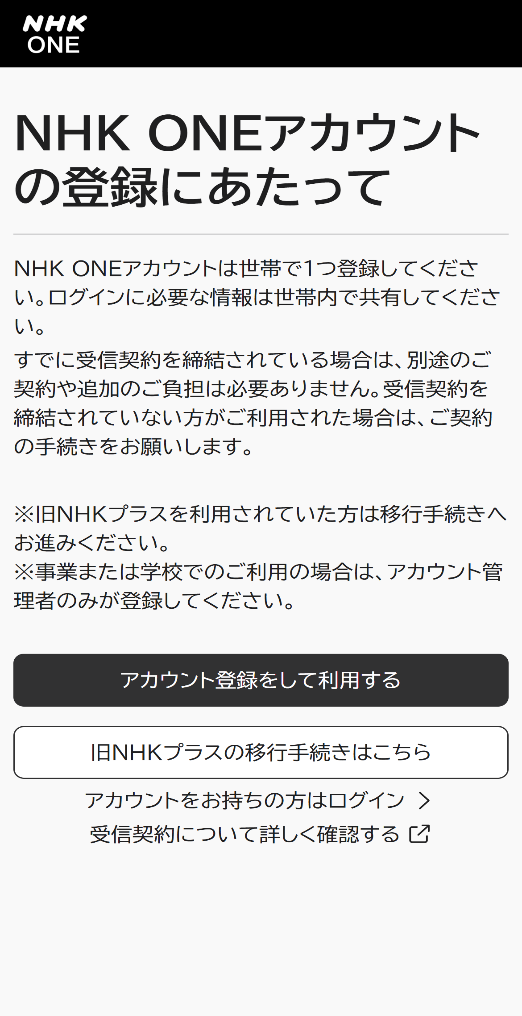 NHK
ONE
NHK ONEアカウント
の登録にあたって
NHK ONEアカウントは世帯で1つ登録してくださ
い。ログインに必要な情報は世帯内で共有してくださ
い。
すでに受信契約を締結されている場合は、別途のご
契約や追加のご負担は必要ありません。受信契約を
締結されていない方がご利用された場合は、ご契約
の手続きをお願いします。
※旧NHKプラスを利用されていた方は移行手続きへ
お進みください。
※事業または学校でのご利用の場合は、アカウント管
理者のみが登録してください。
アカウント登録をして利用する
旧NHKプラスの移行手続きはこちら
アカウントをお持ちの方はログイン
受信契約について詳しく確認する